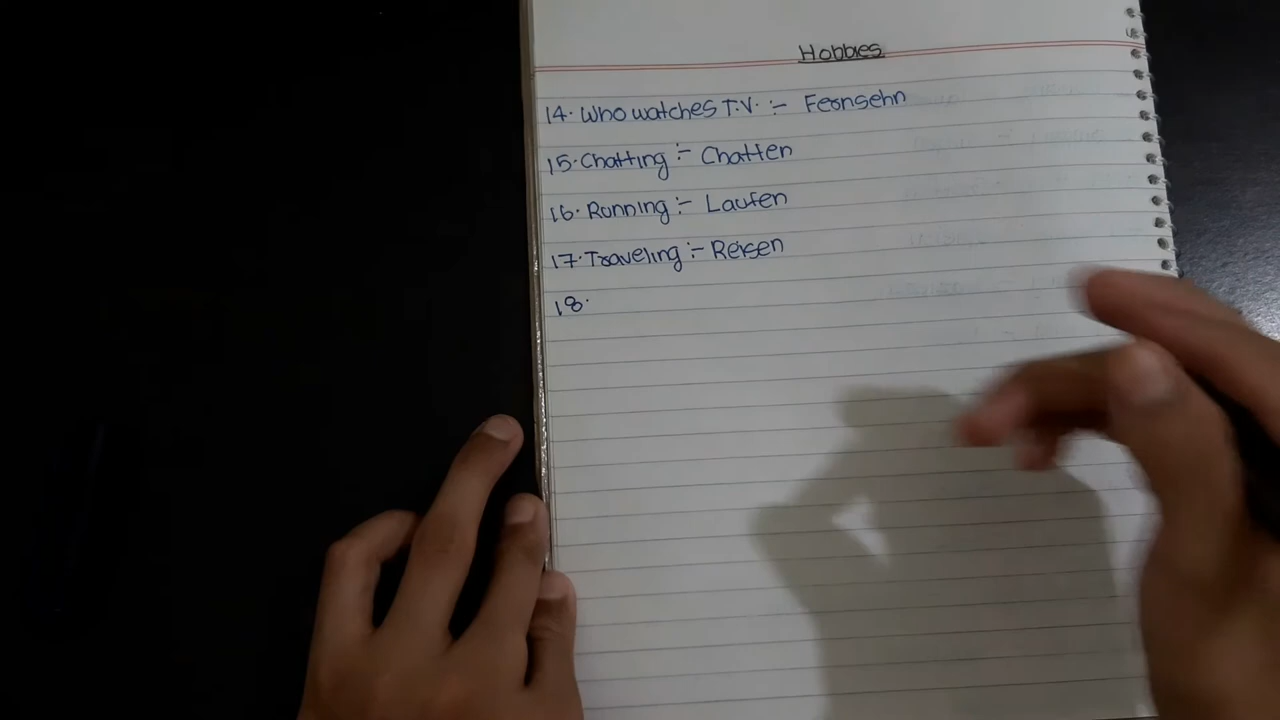 Hobbies
14. Who watches T.V. :- Fernsehn
15. Chatting :- Chatten
16. Running :- Laufen
17. Traveling :- Reisen
18.